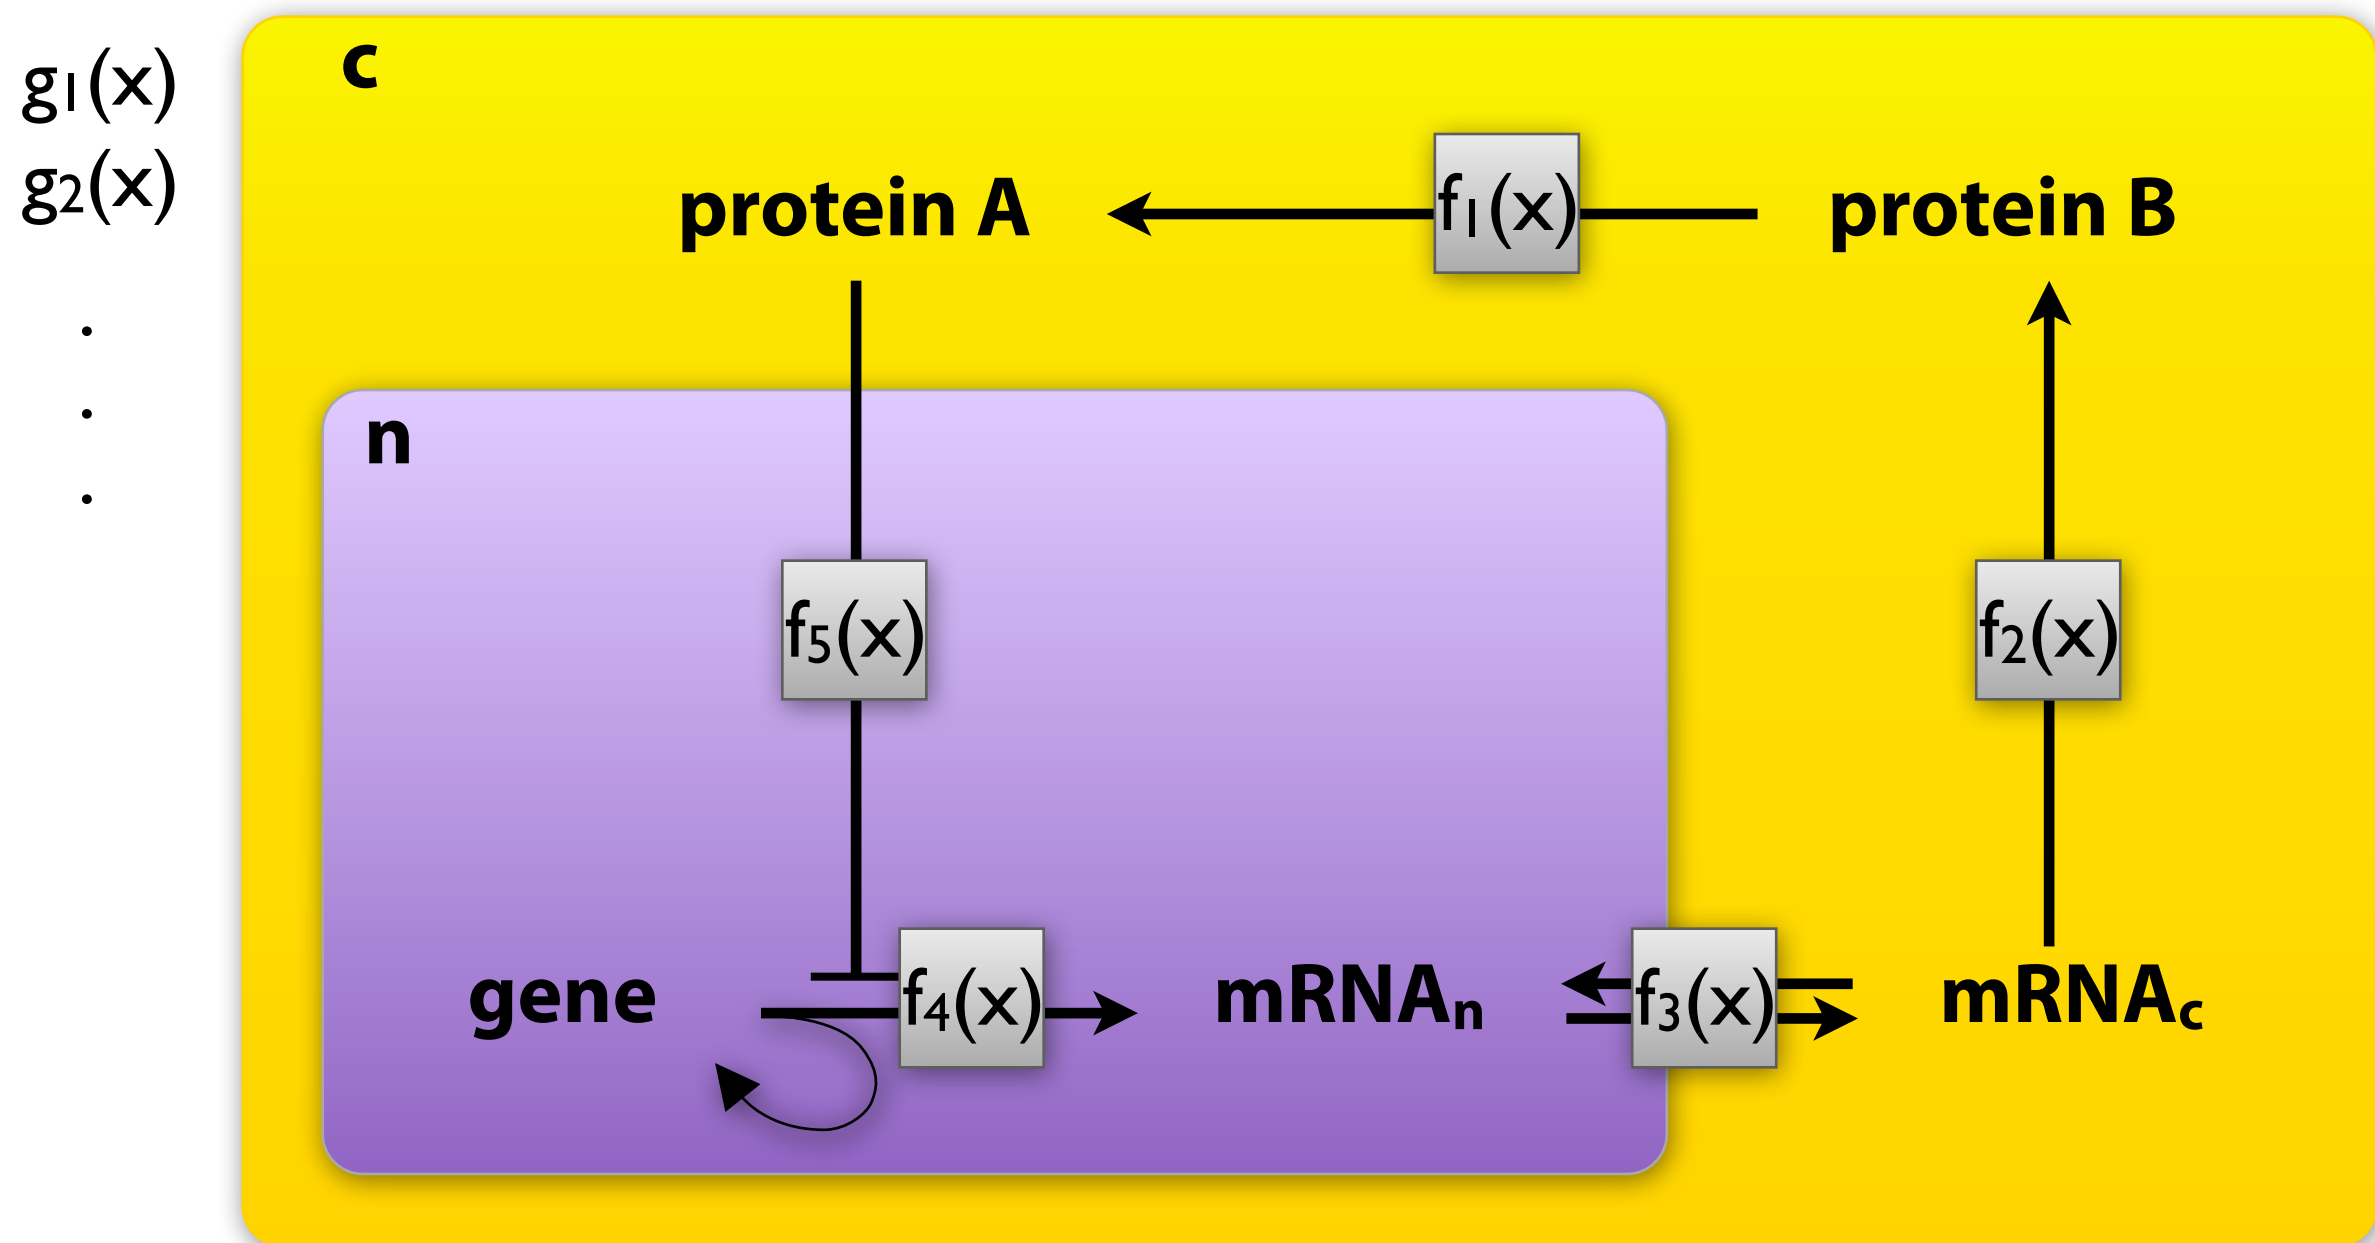 g1(x)
g2(x)
.
.
.
c
protein A
f1(x)
protein B
n
f5(x)
f2(x)
gene
f4(x)
mRNAn
f3(x)
mRNAc